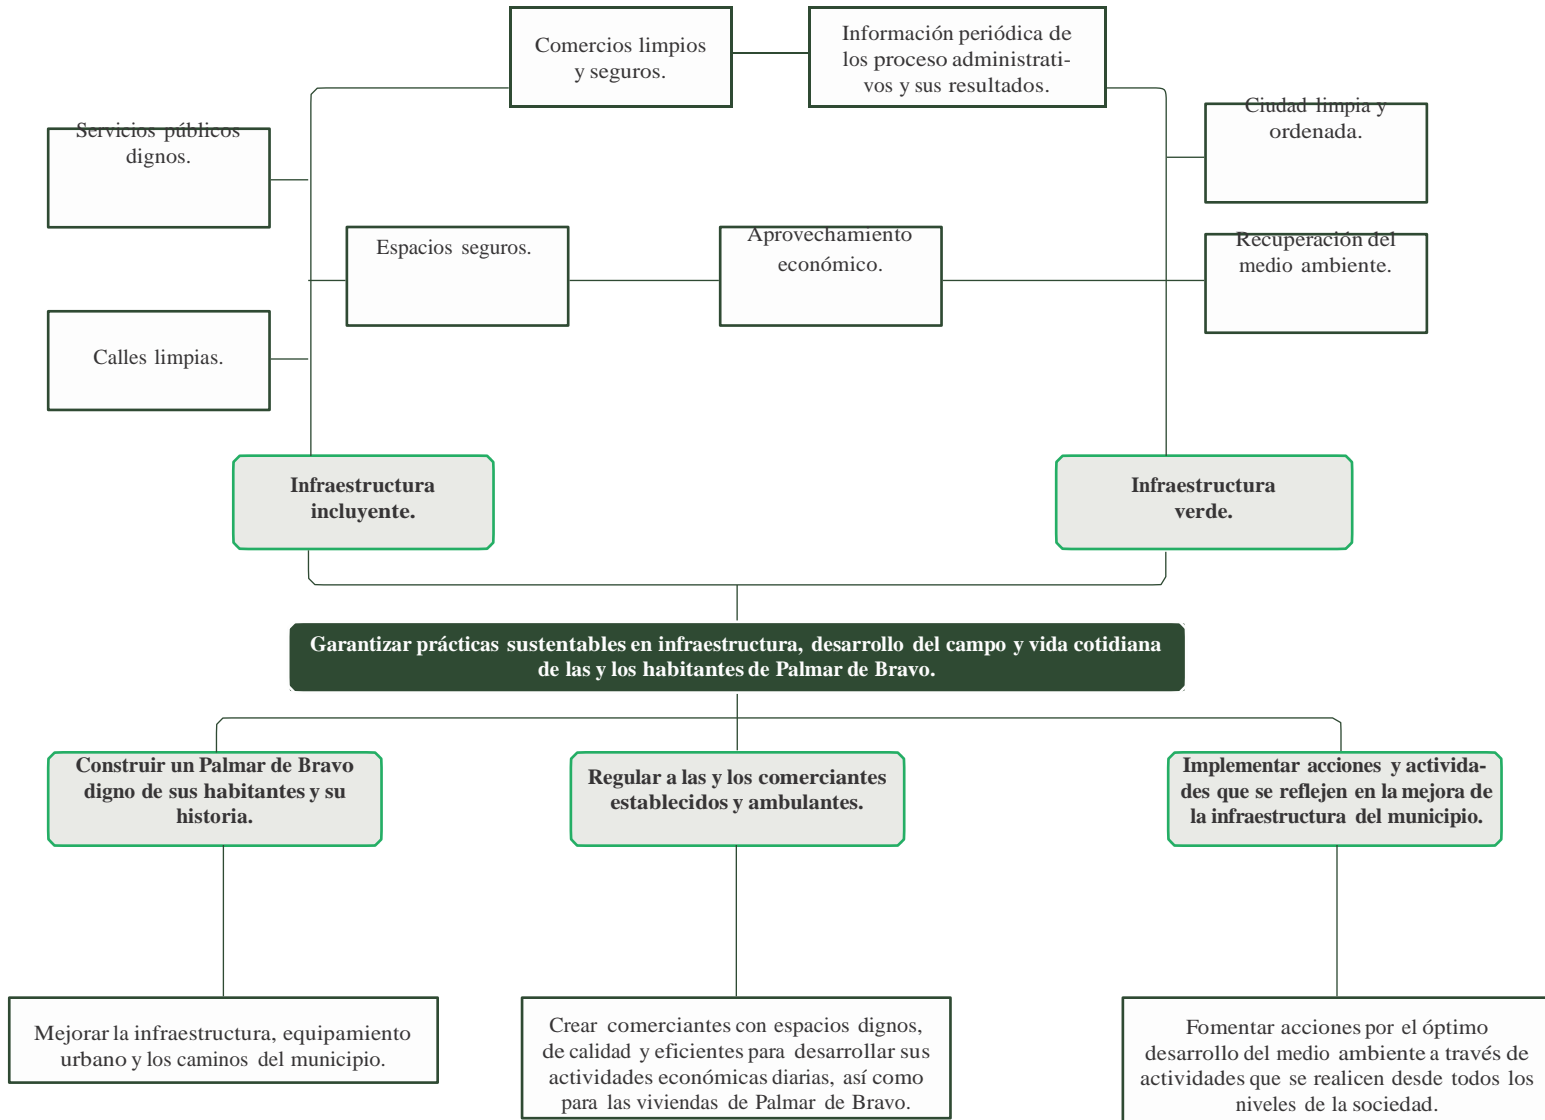 Comercios limpios
y seguros.
Información periódica de
los proceso administrati-
vos y sus resultados.
Servicios públicos
dignos.
Ciudad limpia y
ordenada.
Espacios seguros.
Aprovechamiento
económico.
Recuperación del
medio ambiente.
Calles limpias.
Infraestructura
incluyente.
Infraestructura
verde.
Garantizar prácticas sustentables en infraestructura, desarrollo del campo y vida cotidiana
de las y los habitantes de Palmar de Bravo.
Construir un Palmar de Bravo
digno de sus habitantes y su
historia.
Regular a las y los comerciantes
establecidos y ambulantes.
Implementar acciones y activida-
des que se reflejen en la mejora de
la infraestructura del municipio.
Mejorar la infraestructura, equipamiento
urbano y los caminos del municipio.
Crear comerciantes con espacios dignos,
de calidad y eficientes para desarrollar sus
actividades económicas diarias, así como
para las viviendas de Palmar de Bravo.
Fomentar acciones por el óptimo
desarrollo del medio ambiente a través de
actividades que se realicen desde todos los
niveles de la sociedad.